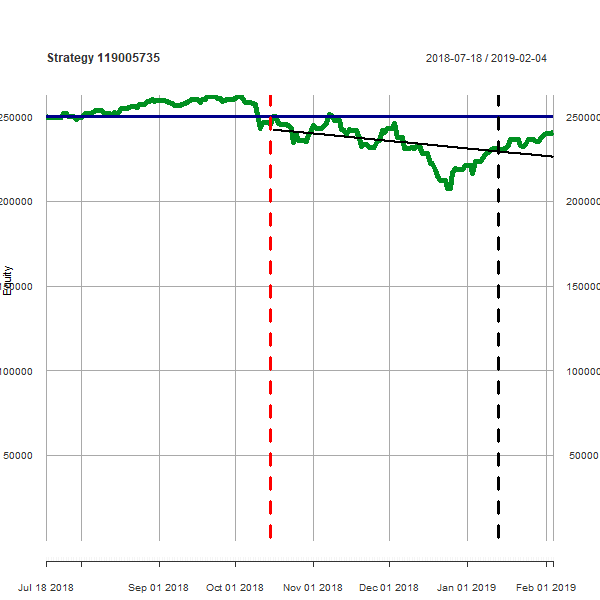 Strategy 119005735 2018-07-18 / 2019-02-04
250000 250000
200000 200000
Equity
150000 150000
100000 100000
50000 50000
Jul 18 2018 Sep 01 2018 Oct 01 2018 Nov 01 2018 Dec 01 2018 Jan 01 2019 Feb 01 2019